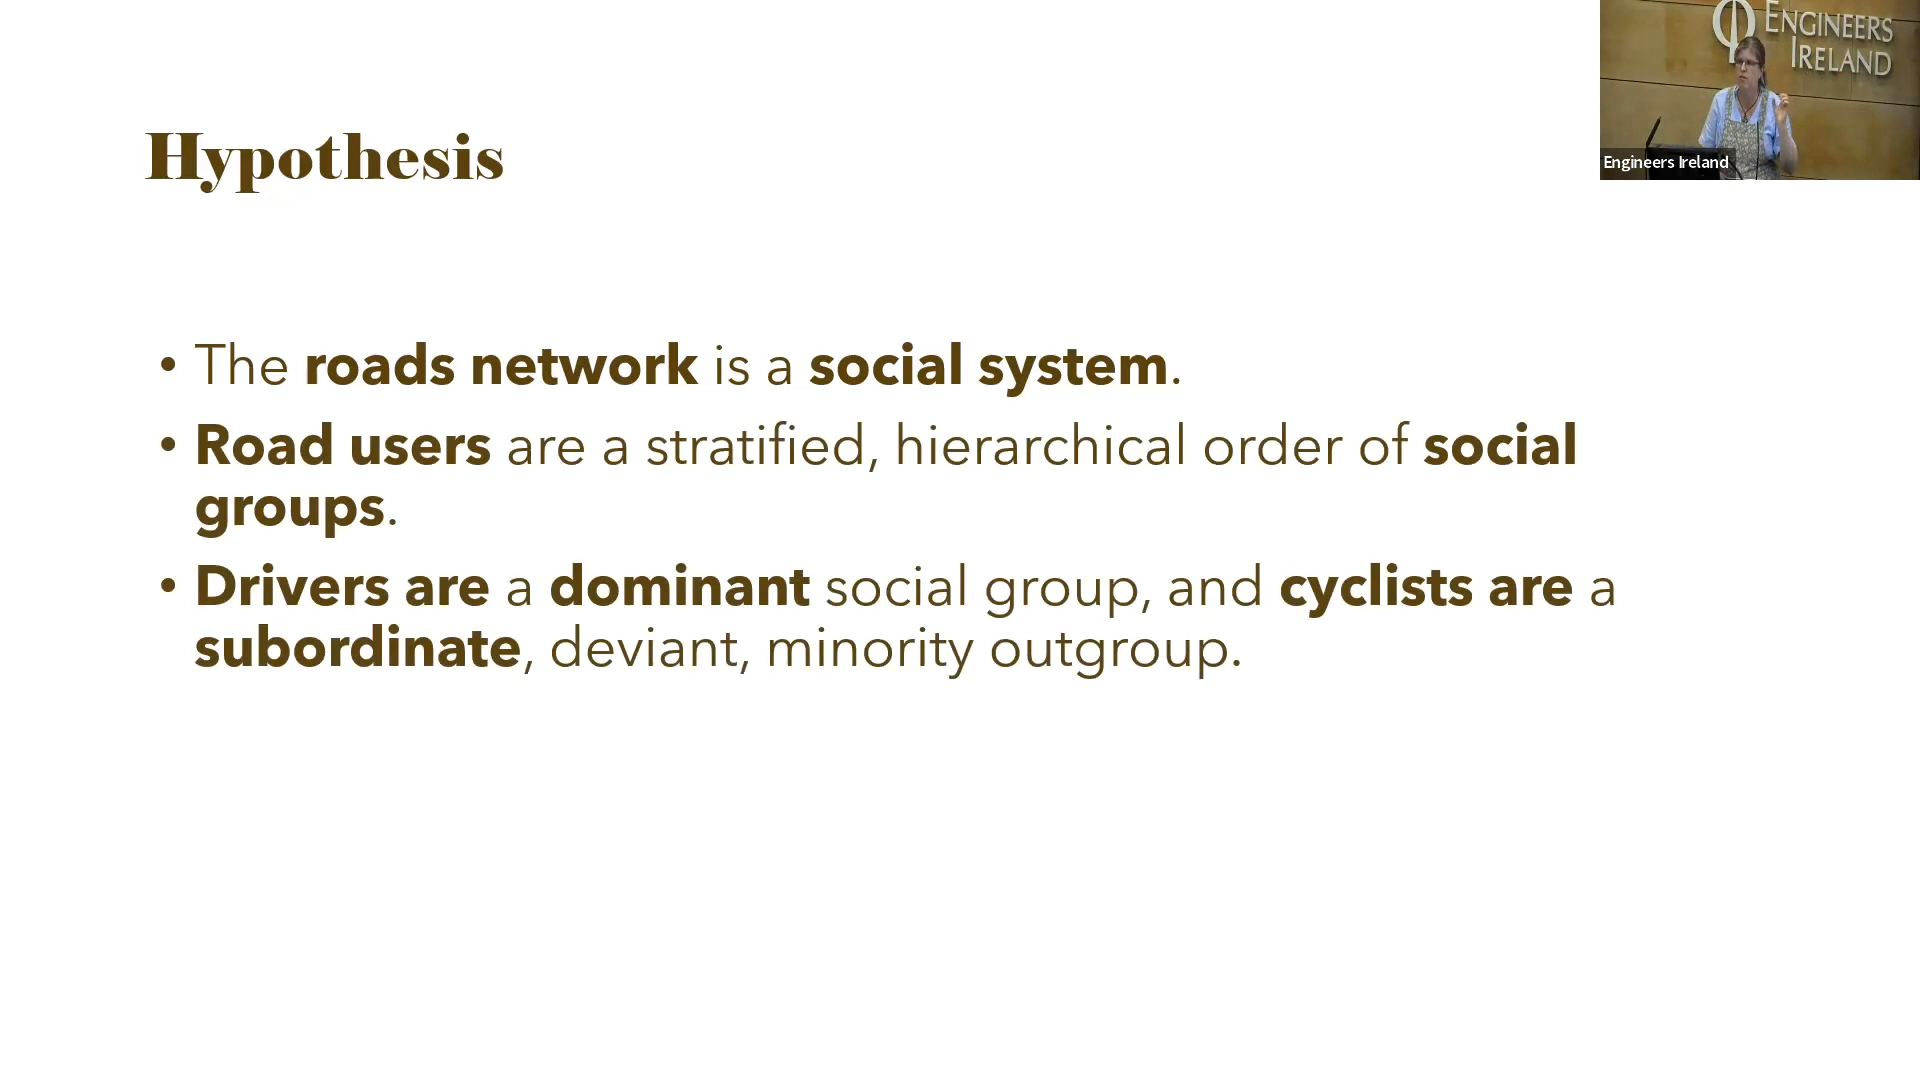 ENGINEERS
IRELAND
Engineers Ireland
Hypothesis
• The roads network is a social system.
• Road users are a stratified, hierarchical order of social
groups.
• Drivers are a dominant social group, and cyclists are a
subordinate, deviant, minority outgroup.